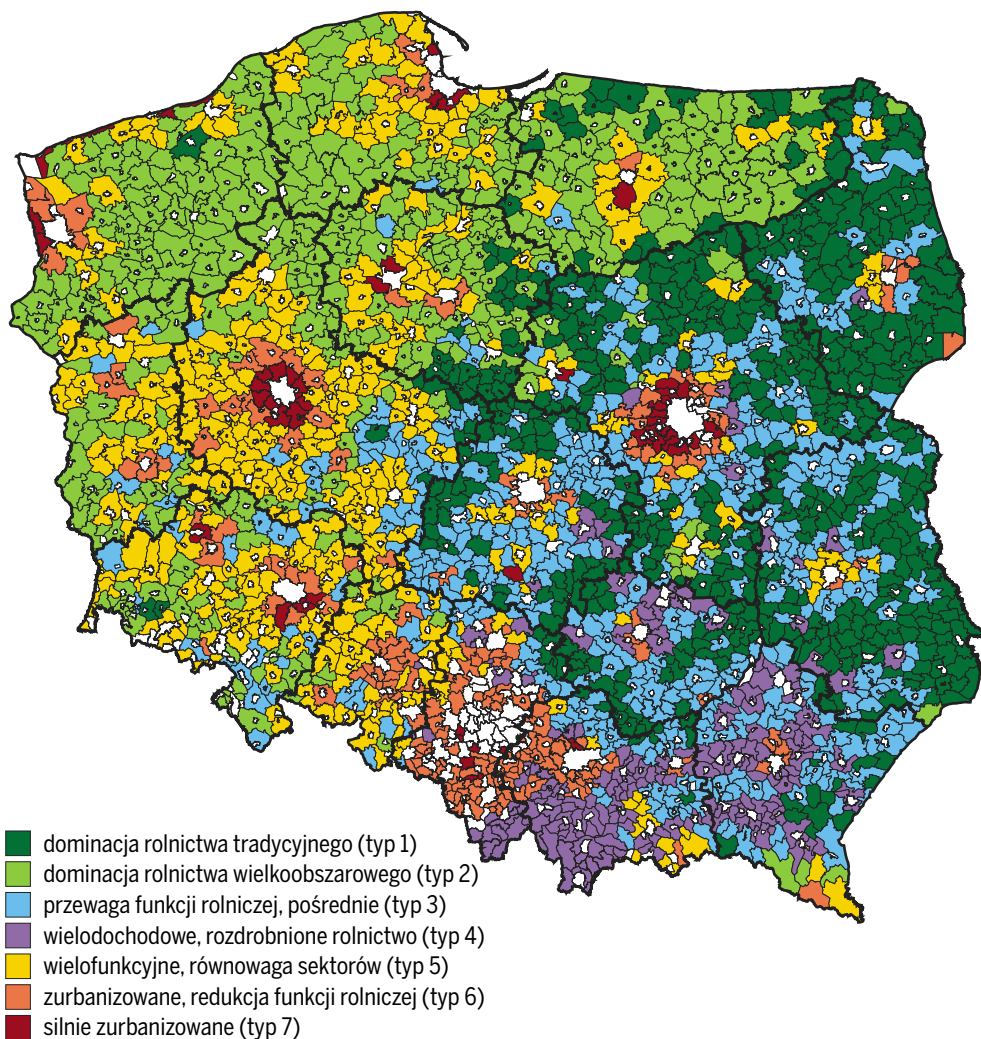 dominacja rolnictwa tradycyjnego (typ 1)
dominacja rolnictwa wielkoobszarowego (typ 2)
przewaga funkcji rolniczej, pośrednie (typ 3)
wielodochodowe, rozdrobnione rolnictwo (typ 4)
wielofunkcyjne, równowaga sektorów (typ 5)
zurbanizowane, redukcja funkcji rolniczej (typ 6)
silnie zurbanizowane (typ 7)